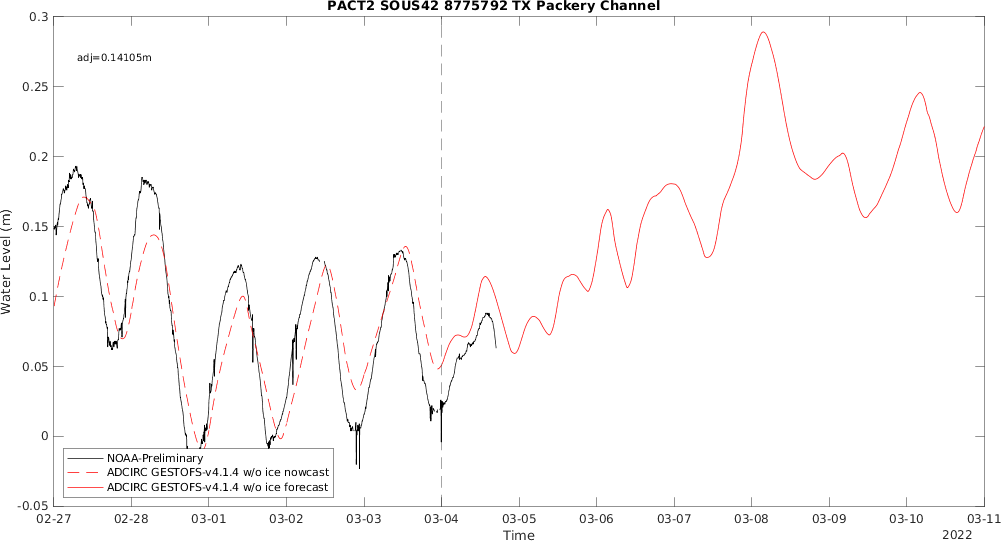 PACT2 SOUS42 8775792 TX Packery Channel
adj=0.14105m
0.3
0.25
0.2
0.15
0.1
0.05
0
-0.05
Water Level (m)
NOAA-Preliminary
ADCIRC GESTOFS-v4.1.4 w/o ice nowcast
ADCIRC GESTOFS-v4.1.4 w/o ice forecast
02-27 02-28 03-01 03-02 03-03 03-04 03-05 03-06 03-07 03-08 03-09 03-10 03-11
Time 2022